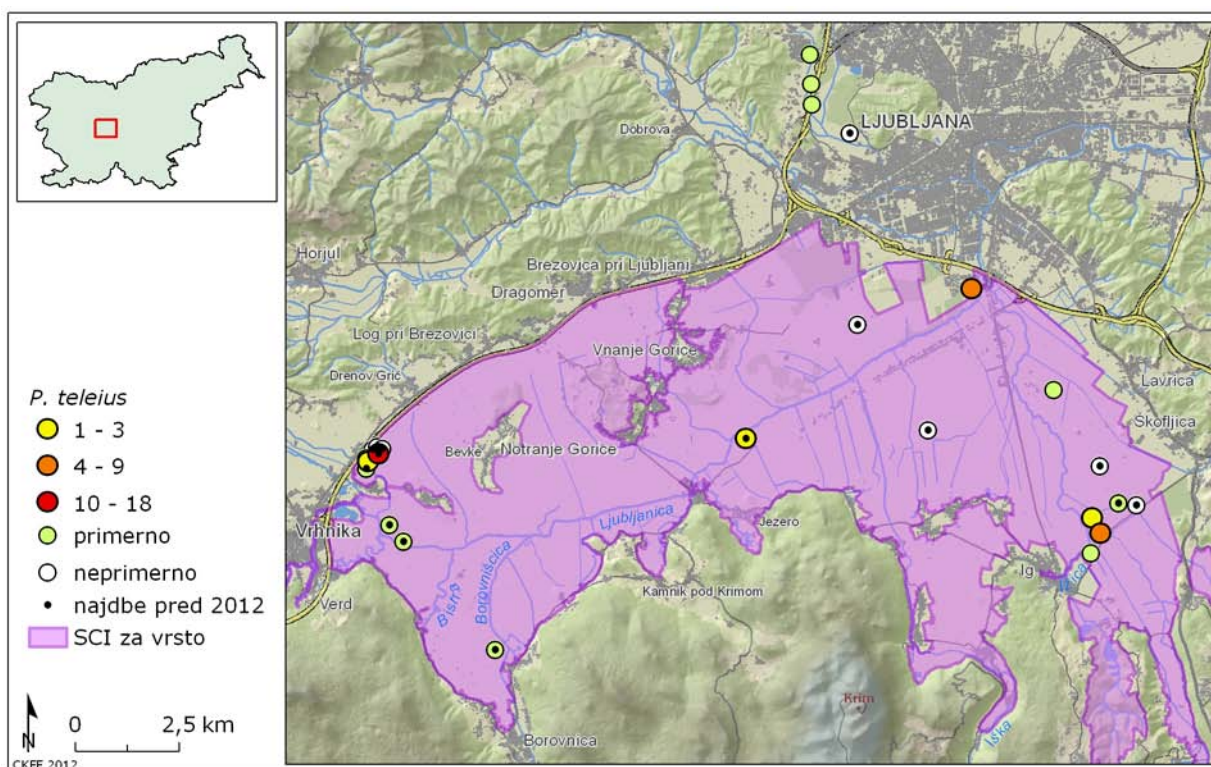 P. teleius
1 - 3
4 - 9
10 - 18
primerno
neprimerno
najdbe pred 2012
SCI za vrsto
N
0 2,5 km
CKFF 2012
LJUBLJANA
Dobrova
Horjul
Brezovica pri Ljubljani
Dragomer
Log pri Brezovici
Vnanje Gorice
Drenov Grič
Lavrica
Skofljica
Bevke
Notranje Gorice
Vrhnika
Ljubljanica
Jezero
Ig
Ižica
Bistra
Borovniščica
Kamnik pod Krimom
Verd
Krim
Iška
Borovnica